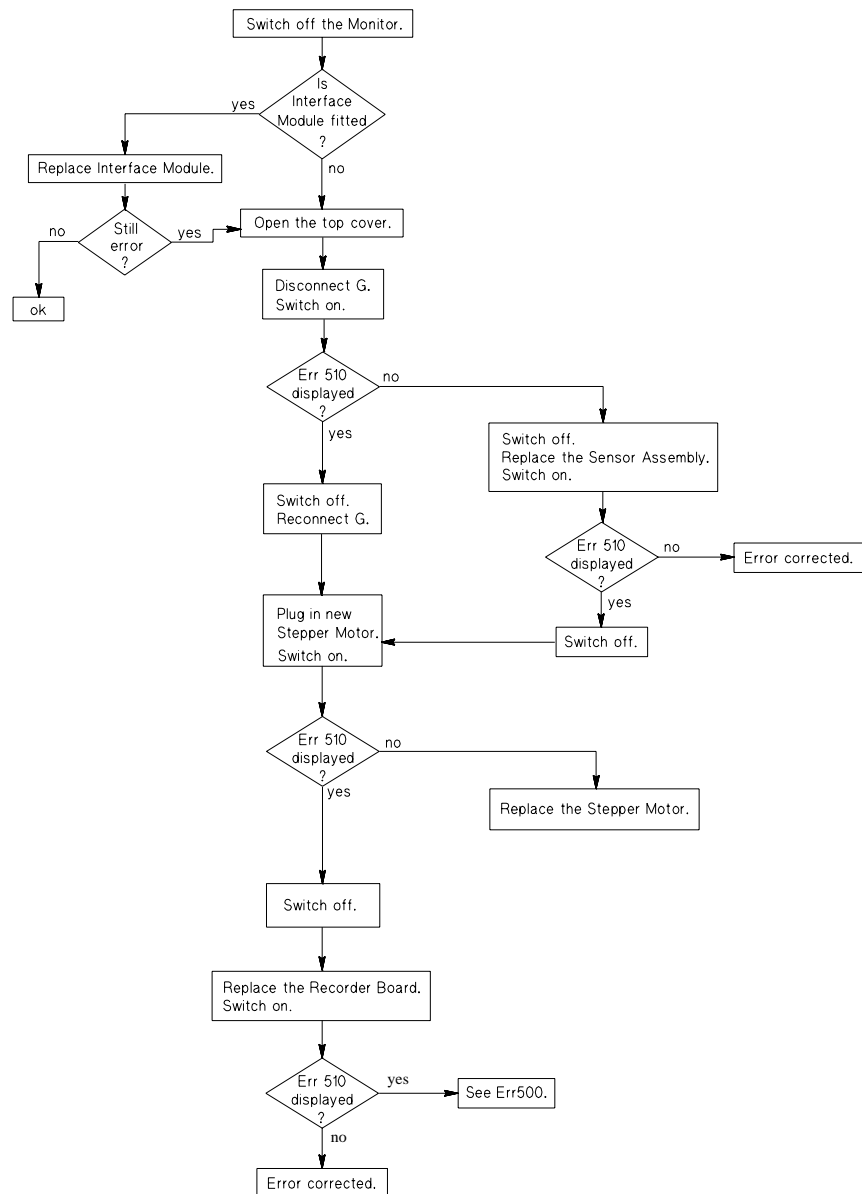 Switch off the Monitor.
Is
Interface
Module fitted
?
yes
no
Replace Interface Module.
Open the top cover.
Still
error
?
no
yes
ok
Disconnect G.
Switch on.
Err 510
displayed
?
no
yes
Switch off.
Replace the Sensor Assembly.
Switch on.
Switch off.
Reconnect G.
Err 510
displayed
?
no
yes
Error corrected.
Plug in new
Stepper Motor.
Switch on.
Switch off.
Err 510
displayed
?
no
yes
Replace the Stepper Motor.
Switch off.
Replace the Recorder Board.
Switch on.
Err 510
displayed
?
yes
no
See Err500.
Error corrected.